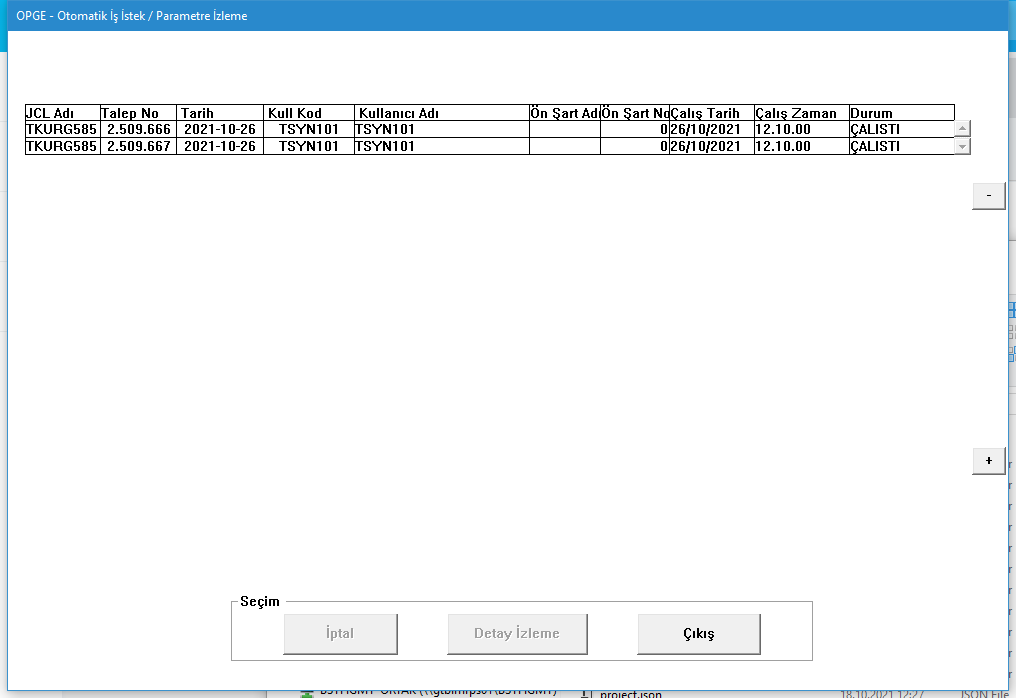 OPGE - Otomatik İş İstek / Parametre İzleme
JCL Adı Talep No Tarih Kull Kod Kullanıcı Adı Ön Şart Adı Ön Şart No Çalış Tarih Çalış Zaman Durum
TKURG585 2.509.666 2021-10-26 TSYN101 TSYN101 0 26/10/2021 12.10.00 ÇALISTI
TKURG585 2.509.667 2021-10-26 TSYN101 TSYN101 0 26/10/2021 12.10.00 ÇALISTI
-
+
Seçim
İptal Detay İzleme Çıkış
project.json 18.10.2021 12:27 JSON File